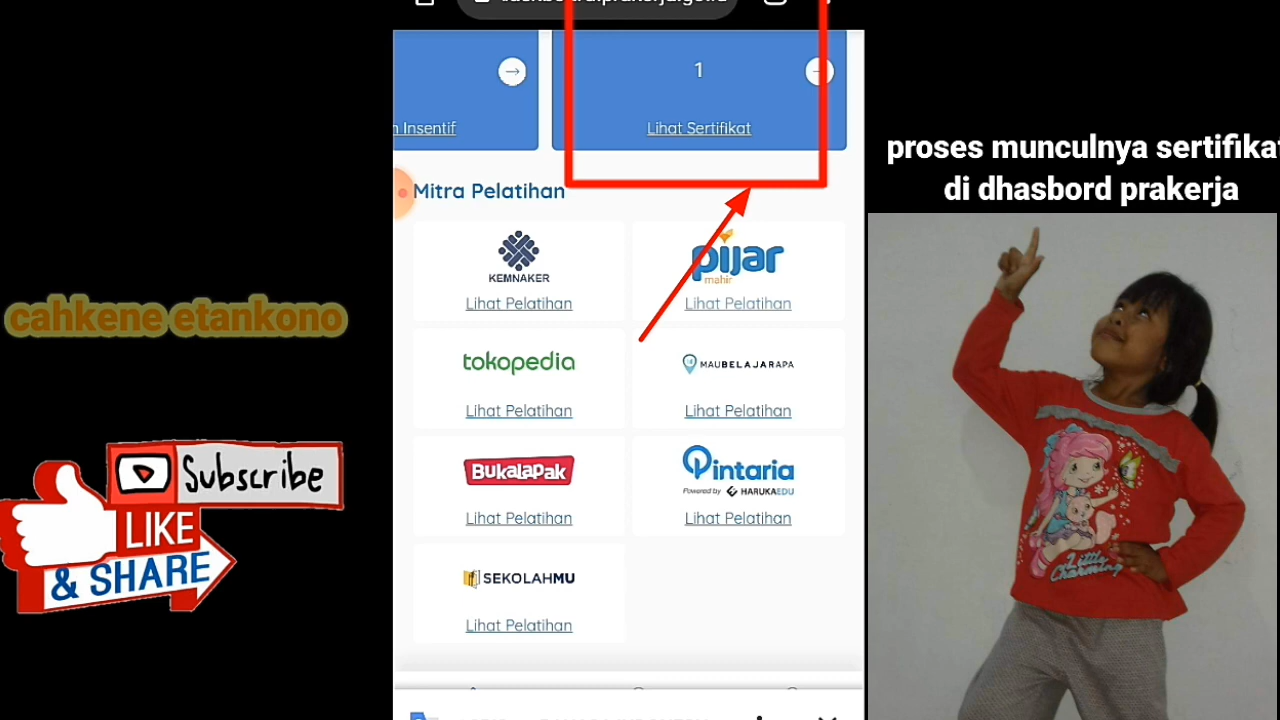 1
n Insentif
Lihat Sertifikat
proses munculnya sertifikat
di dhasbord prakerja
Mitra Pelatihan
KEMNAKER
Lihat Pelatihan
pijar
mahir
Lihat Pelatihan
cahkene etankono
tokopedia
Lihat Pelatihan
MAUBELAJARAPA
Lihat Pelatihan
Subscribe
LIKE
& SHARE
BUKALAPAK
Lihat Pelatihan
Pintaria
Powered by HARUKAEDU
Lihat Pelatihan
SEKOLAHMU
Lihat Pelatihan
Little
Charming